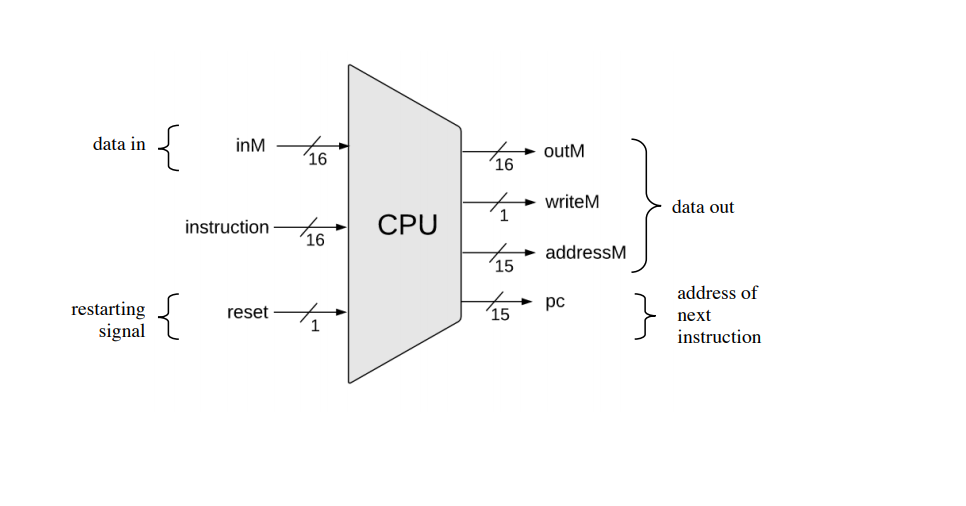 data in
inM
16
instruction
16
restarting
signal
reset
1
CPU
16
outM
1
writeM
15
addressM
15
pc
data out
address of
next
instruction